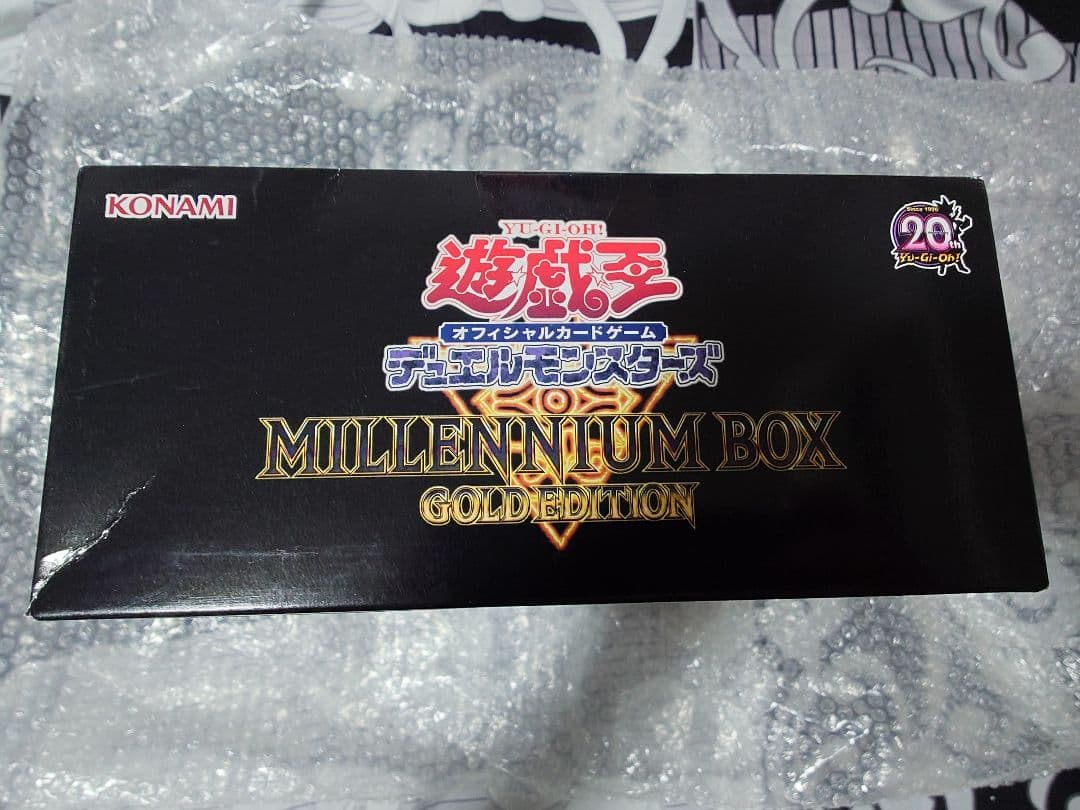 KONAMI
Since 1996
20th
Yu-Gi-Oh!
YU-GI-OH!
遊戯王
オフィシャルカードゲーム
デュエルモンスターズ
MILLENNIUM BOX
GOLD EDITION